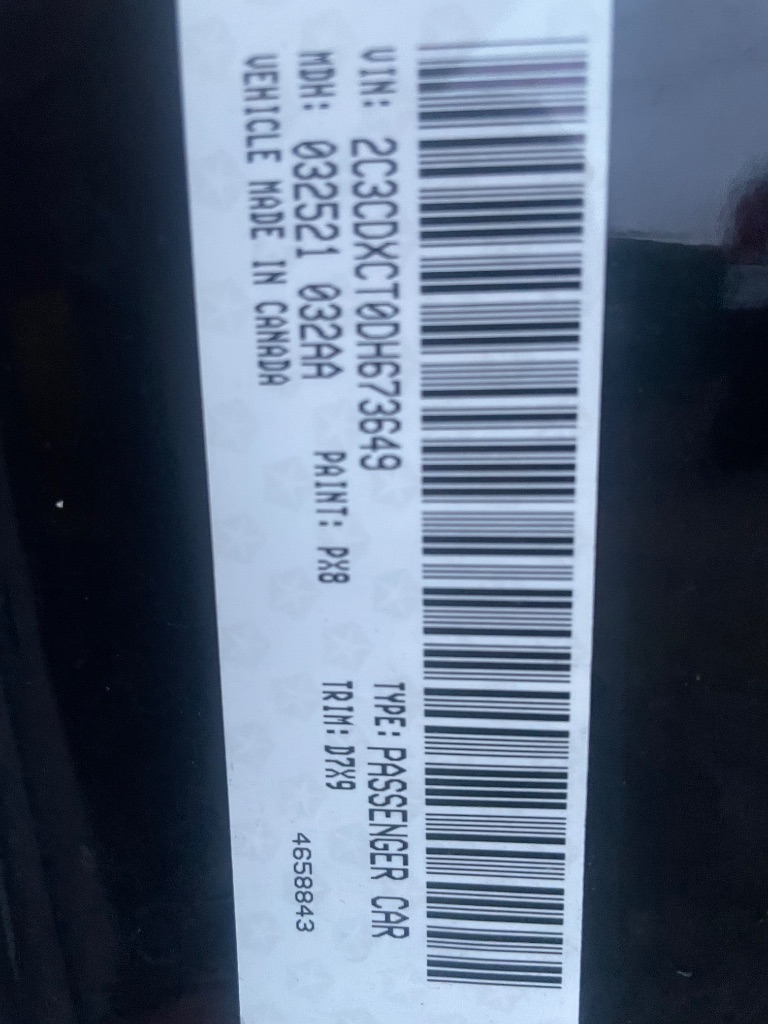 VIN: 2C3CDXCT0DH673649 TYPE: PASSENGER CAR
MDH: 032521 032AA PAINT: PX8 TRIM: D7X9
VEHICLE MADE IN CANADA 4658843